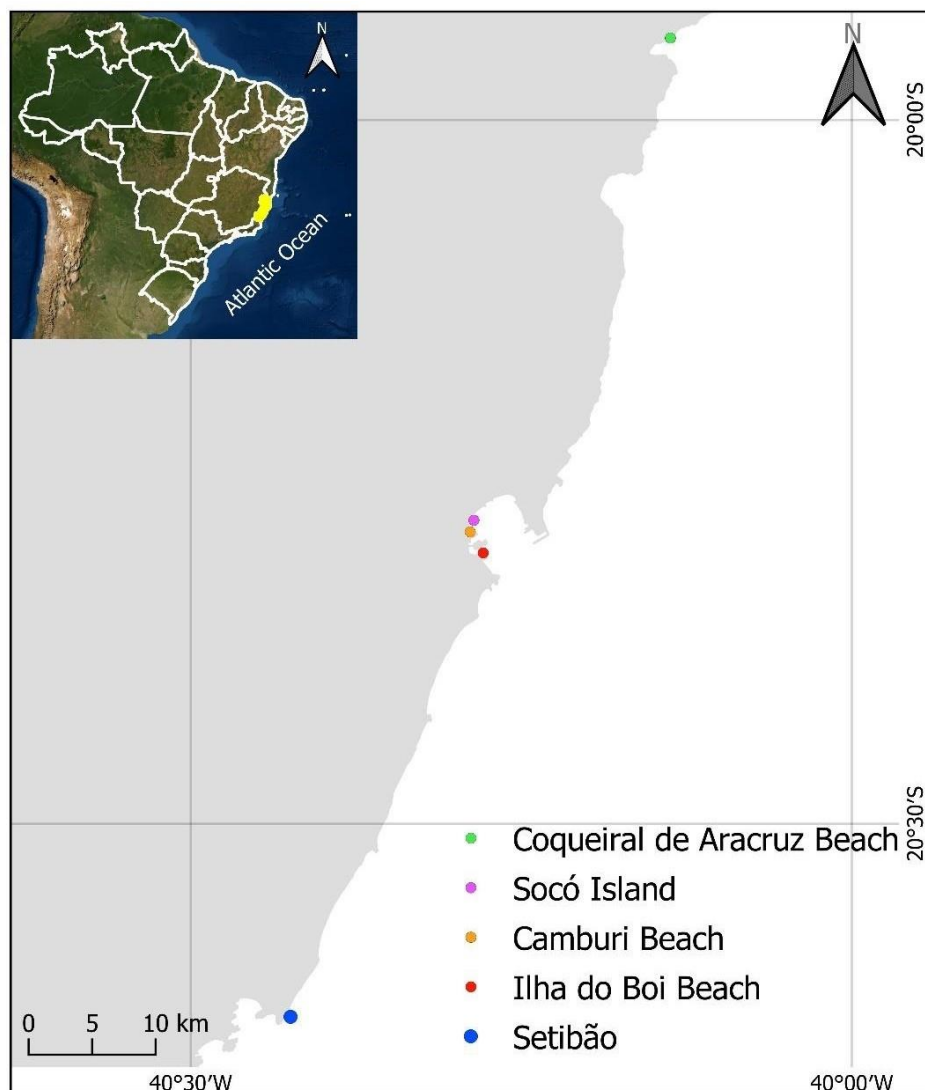 N
Atlantic Ocean
N
20°00'S
20°30'S
Coqueiral de Aracruz Beach
Socó Island
Camburi Beach
Ilha do Boi Beach
Setibão
0 5 10 km
40°30'W 40°00'W